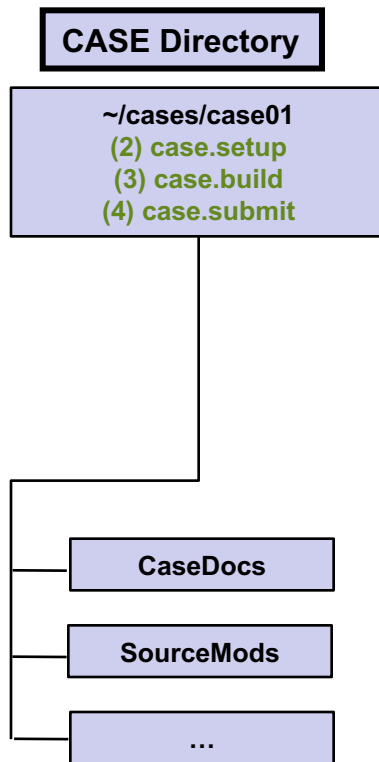 CASE Directory
~/cases/case01
(2) case.setup
(3) case.build
(4) case.submit
CaseDocs
SourceMods
...